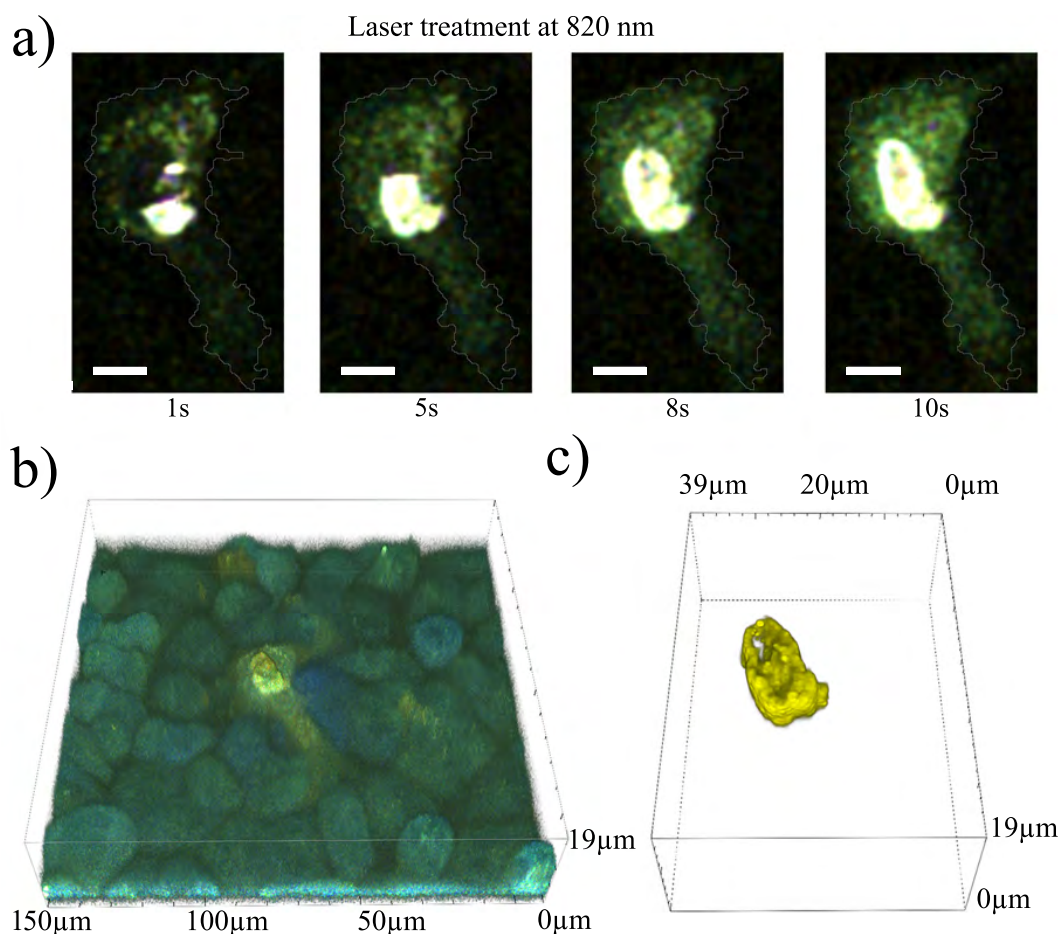 a)
Laser treatment at 820 nm
1s
5s
8s
10s
b)
19µm
150µm
100µm
50µm
0µm
c)
39µm
20µm
0µm
19µm
0µm